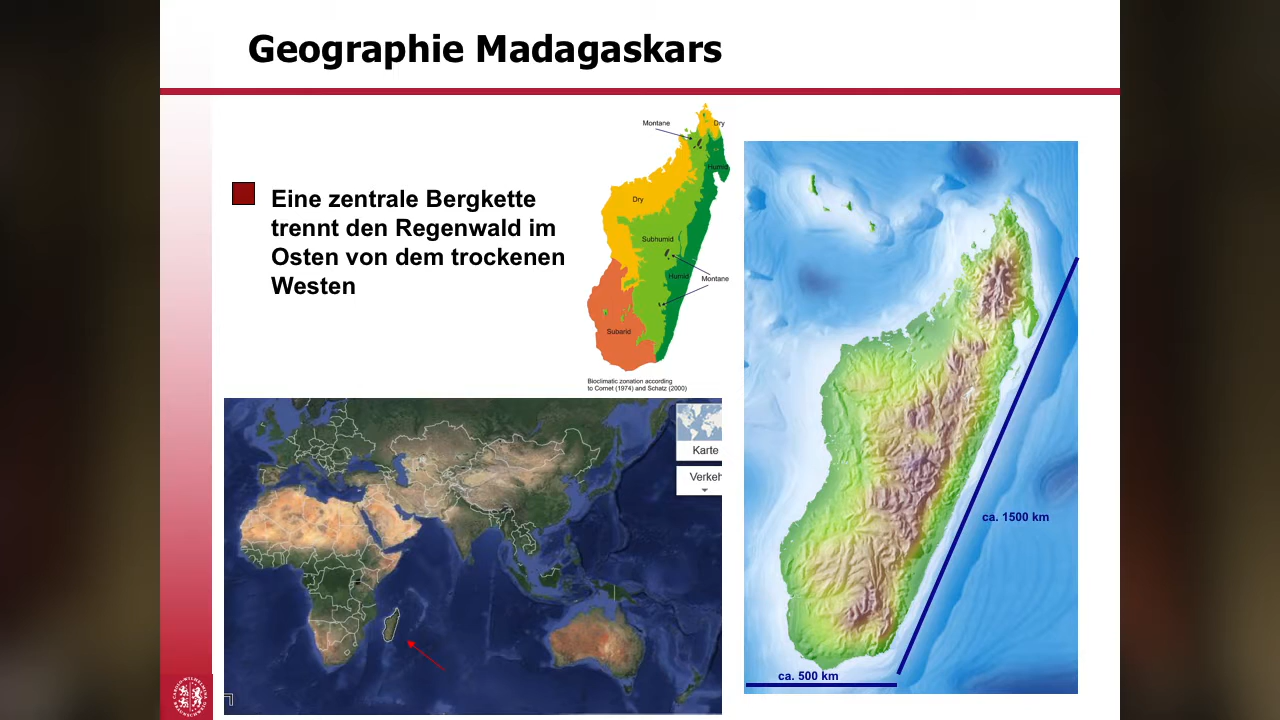 Geographie Madagaskars
Eine zentrale Bergkette
trennt den Regenwald im
Osten von dem trockenen
Westen
Montane
Dry
Humid
Dry
Subhumid
Humid
Montane
Subarid
Bioclimatic zonation according
to Cornet (1974) and Schatz (2000)
Karte
Verkeh
ca. 1500 km
ca. 500 km